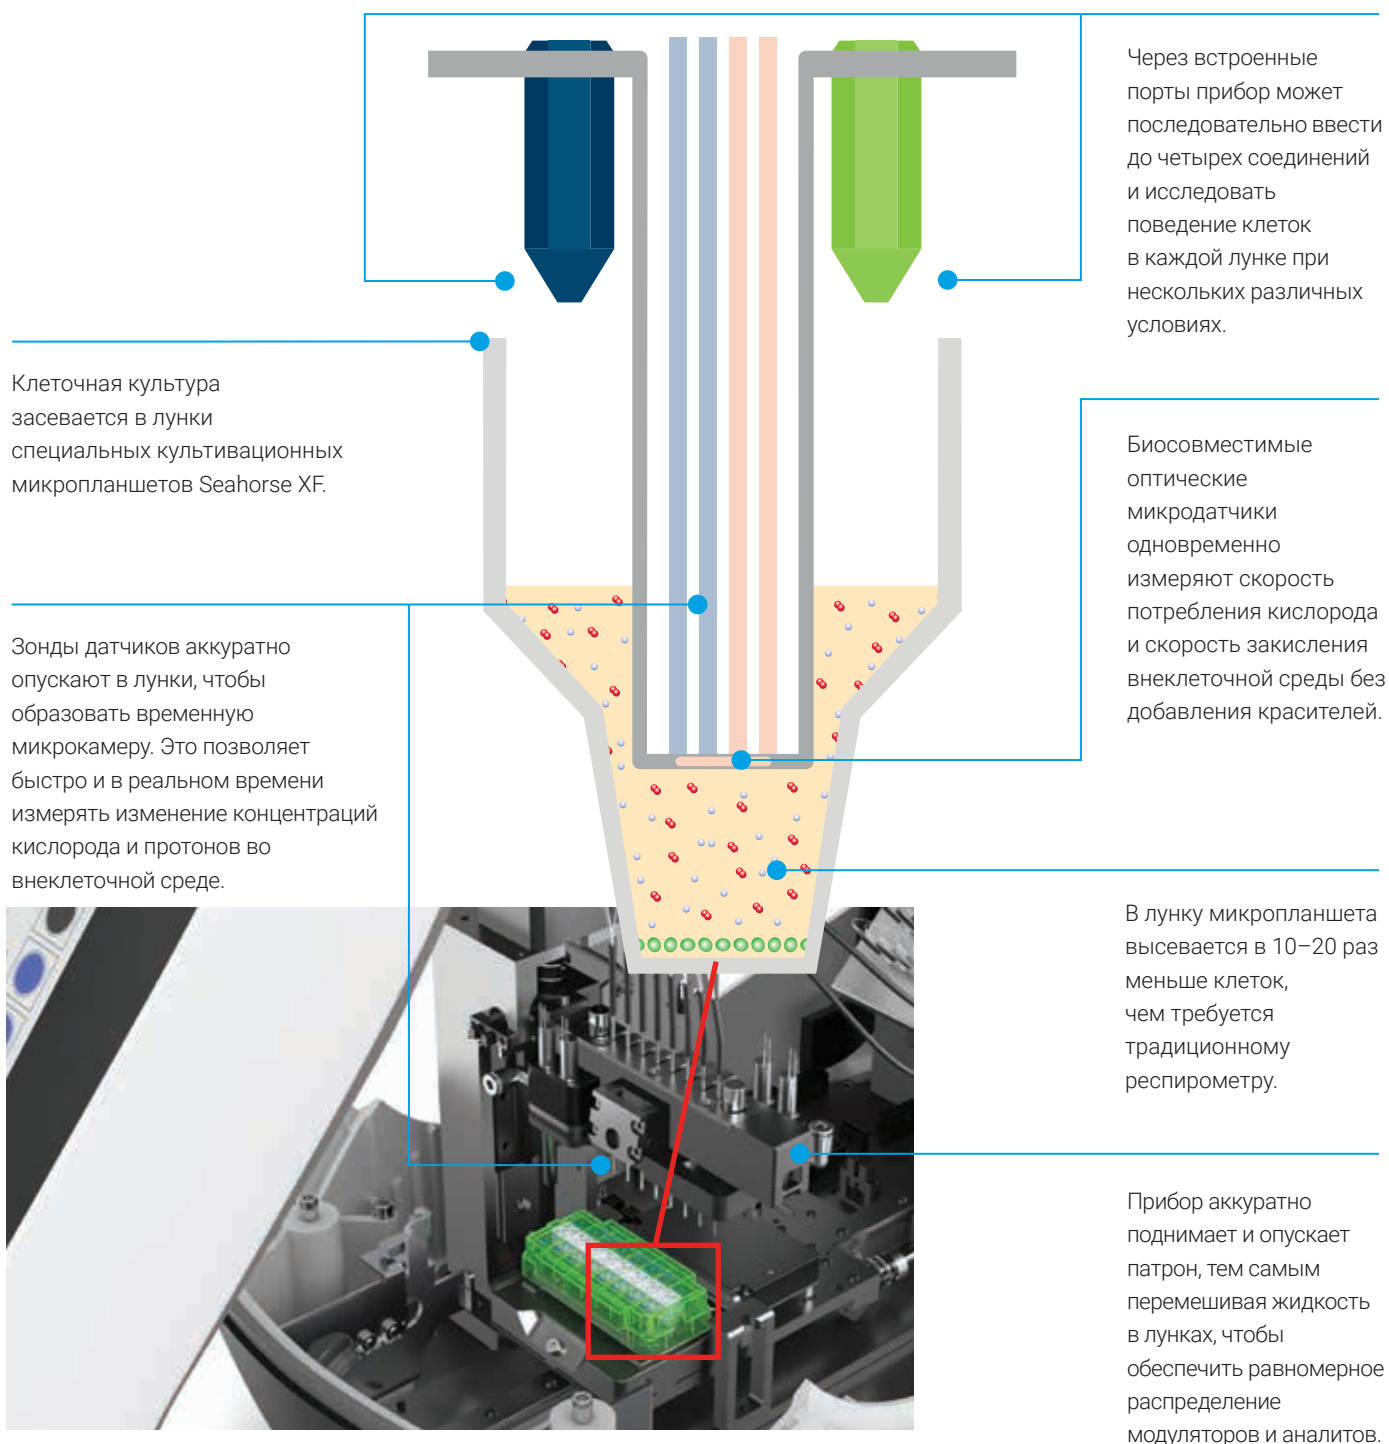 Через встроенные
порты прибор может
последовательно ввести
до четырех соединений
и исследовать
поведение клеток
в каждой лунке при
нескольких различных
условиях.
Клеточная культура
засевается в лунки
специальных культивационных
микропланшетов Seahorse XF.
Биосовместимые
оптические
микродатчики
одновременно
измеряют скорость
потребления кислорода
и скорость закисления
внеклеточной среды без
добавления красителей.
Зонды датчиков аккуратно
опускают в лунки, чтобы
образовать временную
микрокамеру. Это позволяет
быстро и в реальном времени
измерять изменение концентраций
кислорода и протонов во
внеклеточной среде.
В лунку микропланшета
высевается в 10–20 раз
меньше клеток,
чем требуется
традиционному
респирометру.
Прибор аккуратно
поднимает и опускает
патрон, тем самым
перемешивая жидкость
в лунках, чтобы
обеспечить равномерное
распределение
модуляторов и аналитов.